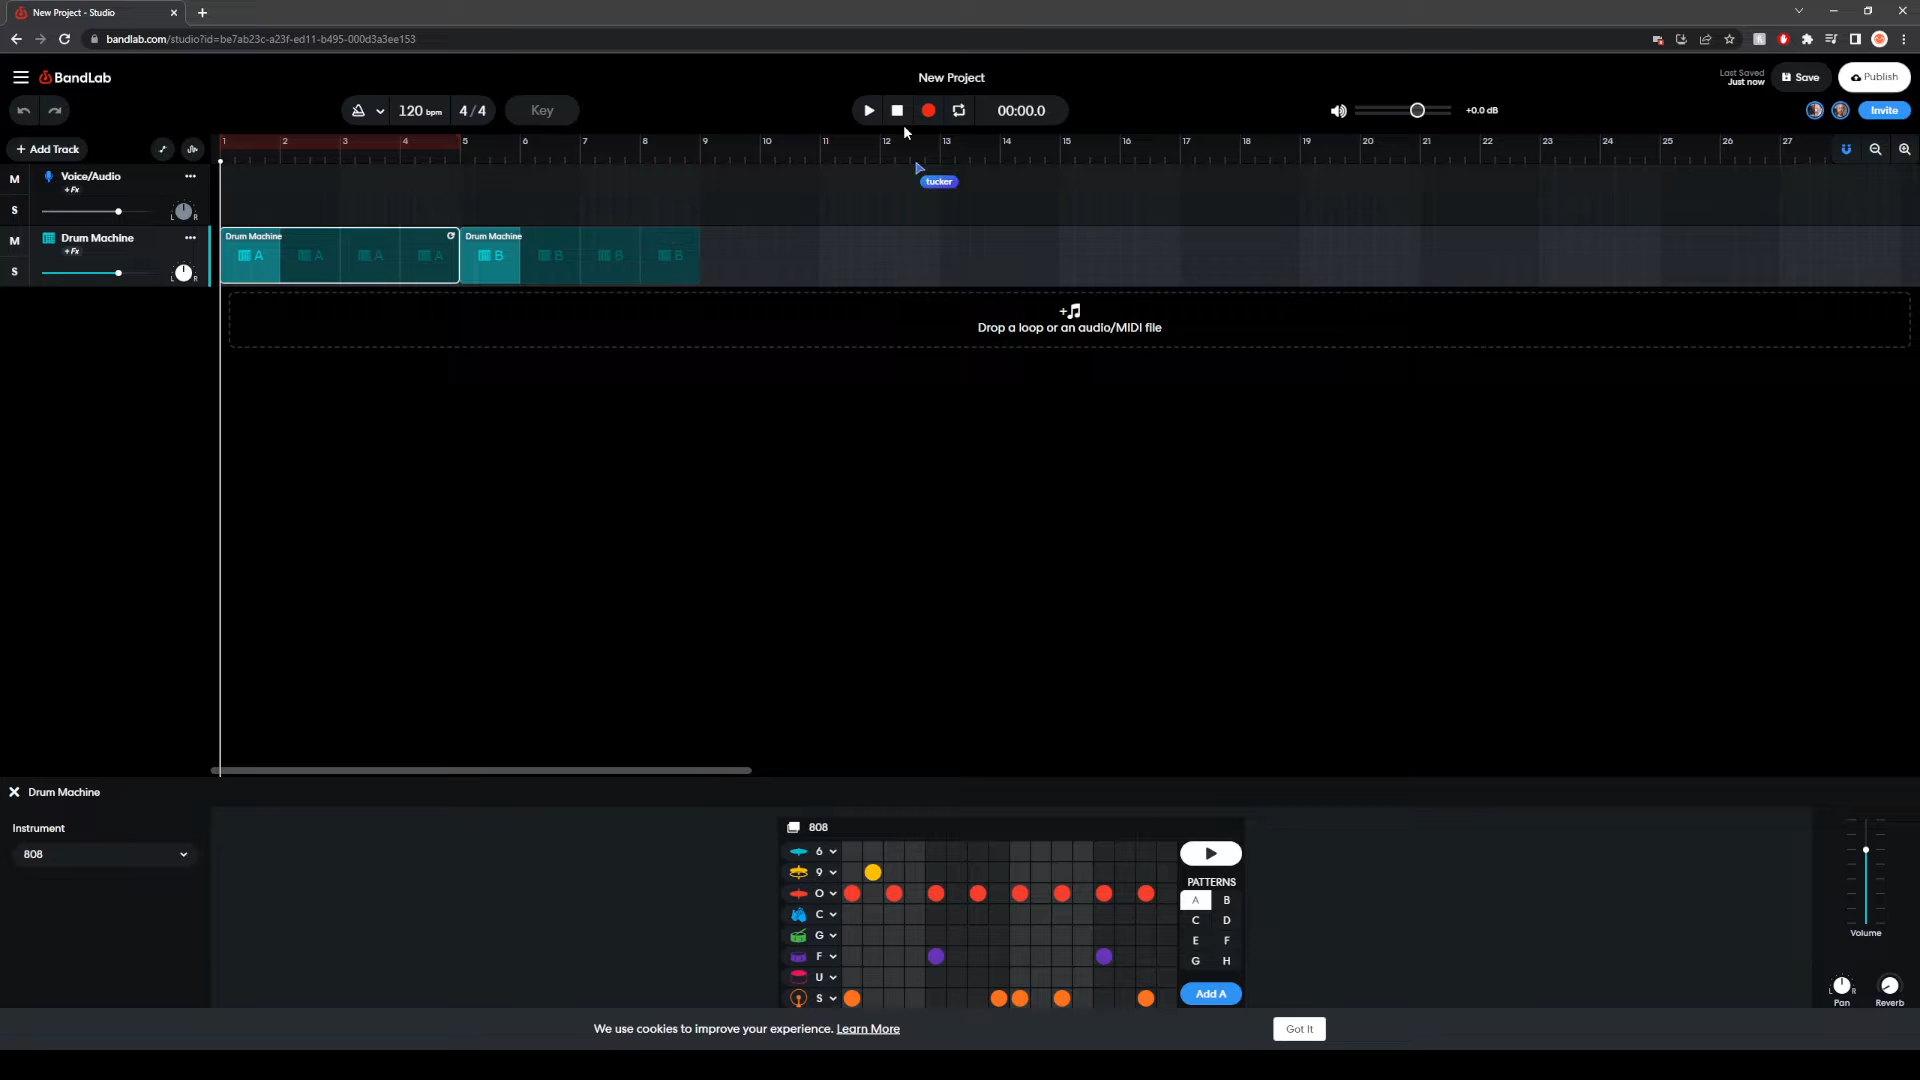 New Project - Studio
bandlab.com/studio?id=be7ab23c-a23f-ed11-b495-000d3a3ee153
BandLab
New Project
Last Saved
Just now
Save
Publish
120 bpm
4 / 4
Key
00:00.0
+0.0 dB
Invite
+ Add Track
1 2 3 4 5 6 7 8 9 10 11 12 13 14 15 16 17 18 19 20 21 22 23 24 25 26 27
tucker
M
Voice/Audio
+Fx
S
L R
M
Drum Machine
+Fx
S
L R
Drum Machine
A A A A
Drum Machine
B B B B
Drop a loop or an audio/MIDI file
Drum Machine
Instrument
808
808
6
9
O
C
G
F
U
S
PATTERNS
A B
C D
E F
G H
Add A
Volume
L R
Pan
Reverb
We use cookies to improve your experience. Learn More
Got It